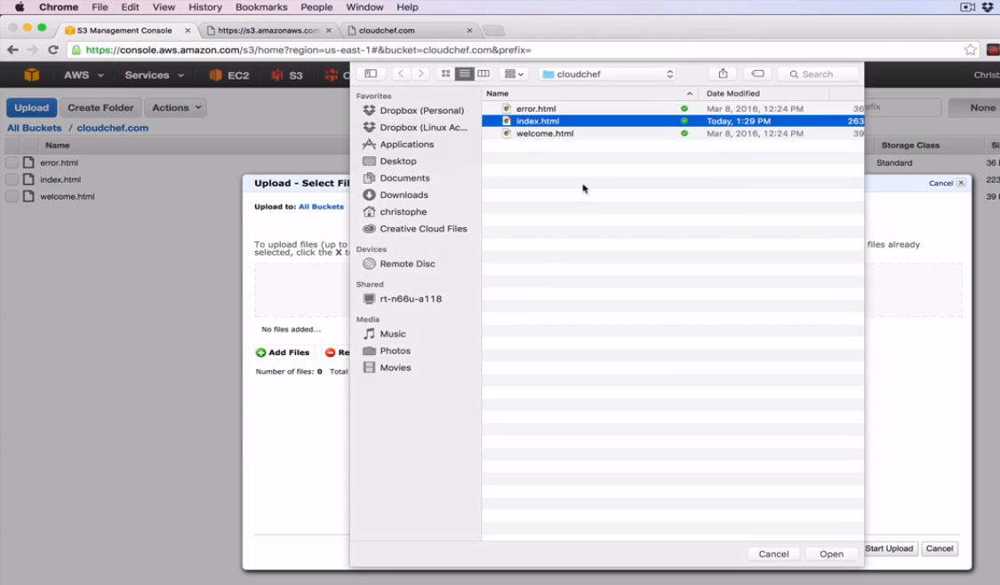 Chrome File Edit View History Bookmarks People Window Help
S3 Management Console × https://s3.amazonaws.com × cloudchef.com ×
https://console.aws.amazon.com/s3/home?region=us-east-1#&bucket=cloudchef.com&prefix=
AWS Services EC2 S3 C Christ
cloudchef Search
Upload Create Folder Actions efix None
All Buckets / cloudchef.com
Name Storage Class Si
error.html Standard 36
index.html 223
welcome.html 39
Favorites
Dropbox (Personal)
Dropbox (Linux Ac...
Applications
Desktop
Documents
Downloads
christophe
Creative Cloud Files
Devices
Remote Disc
Shared
rt-n66u-a118
Media
Music
Photos
Movies
Name Date Modified
error.html Mar 8, 2016, 12:24 PM 36
index.html Today, 1:29 PM 263
welcome.html Mar 8, 2016, 12:24 PM 39
Cancel Open
Upload - Select Fil Cancel X
Upload to: All Buckets
To upload files (up to files already
selected, click the X t
No files added...
Add Files Re
Number of files: 0 Total
Start Upload Cancel